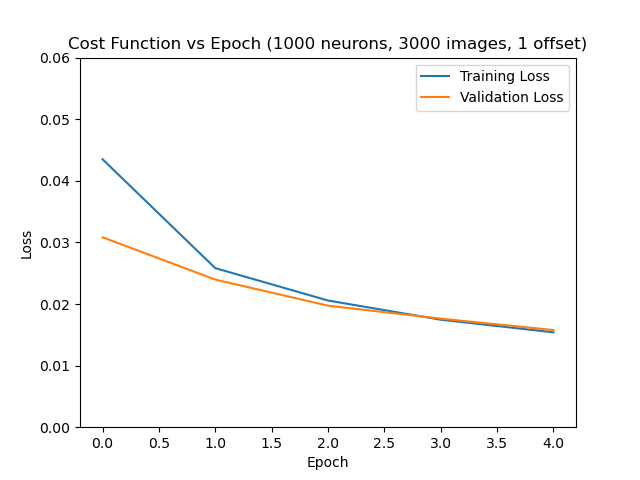 Cost Function vs Epoch (1000 neurons, 3000 images, 1 offset)
Training Loss
Validation Loss
0.06
0.05
0.04
0.03
0.02
0.01
0.00
Loss
0.0 0.5 1.0 1.5 2.0 2.5 3.0 3.5 4.0
Epoch